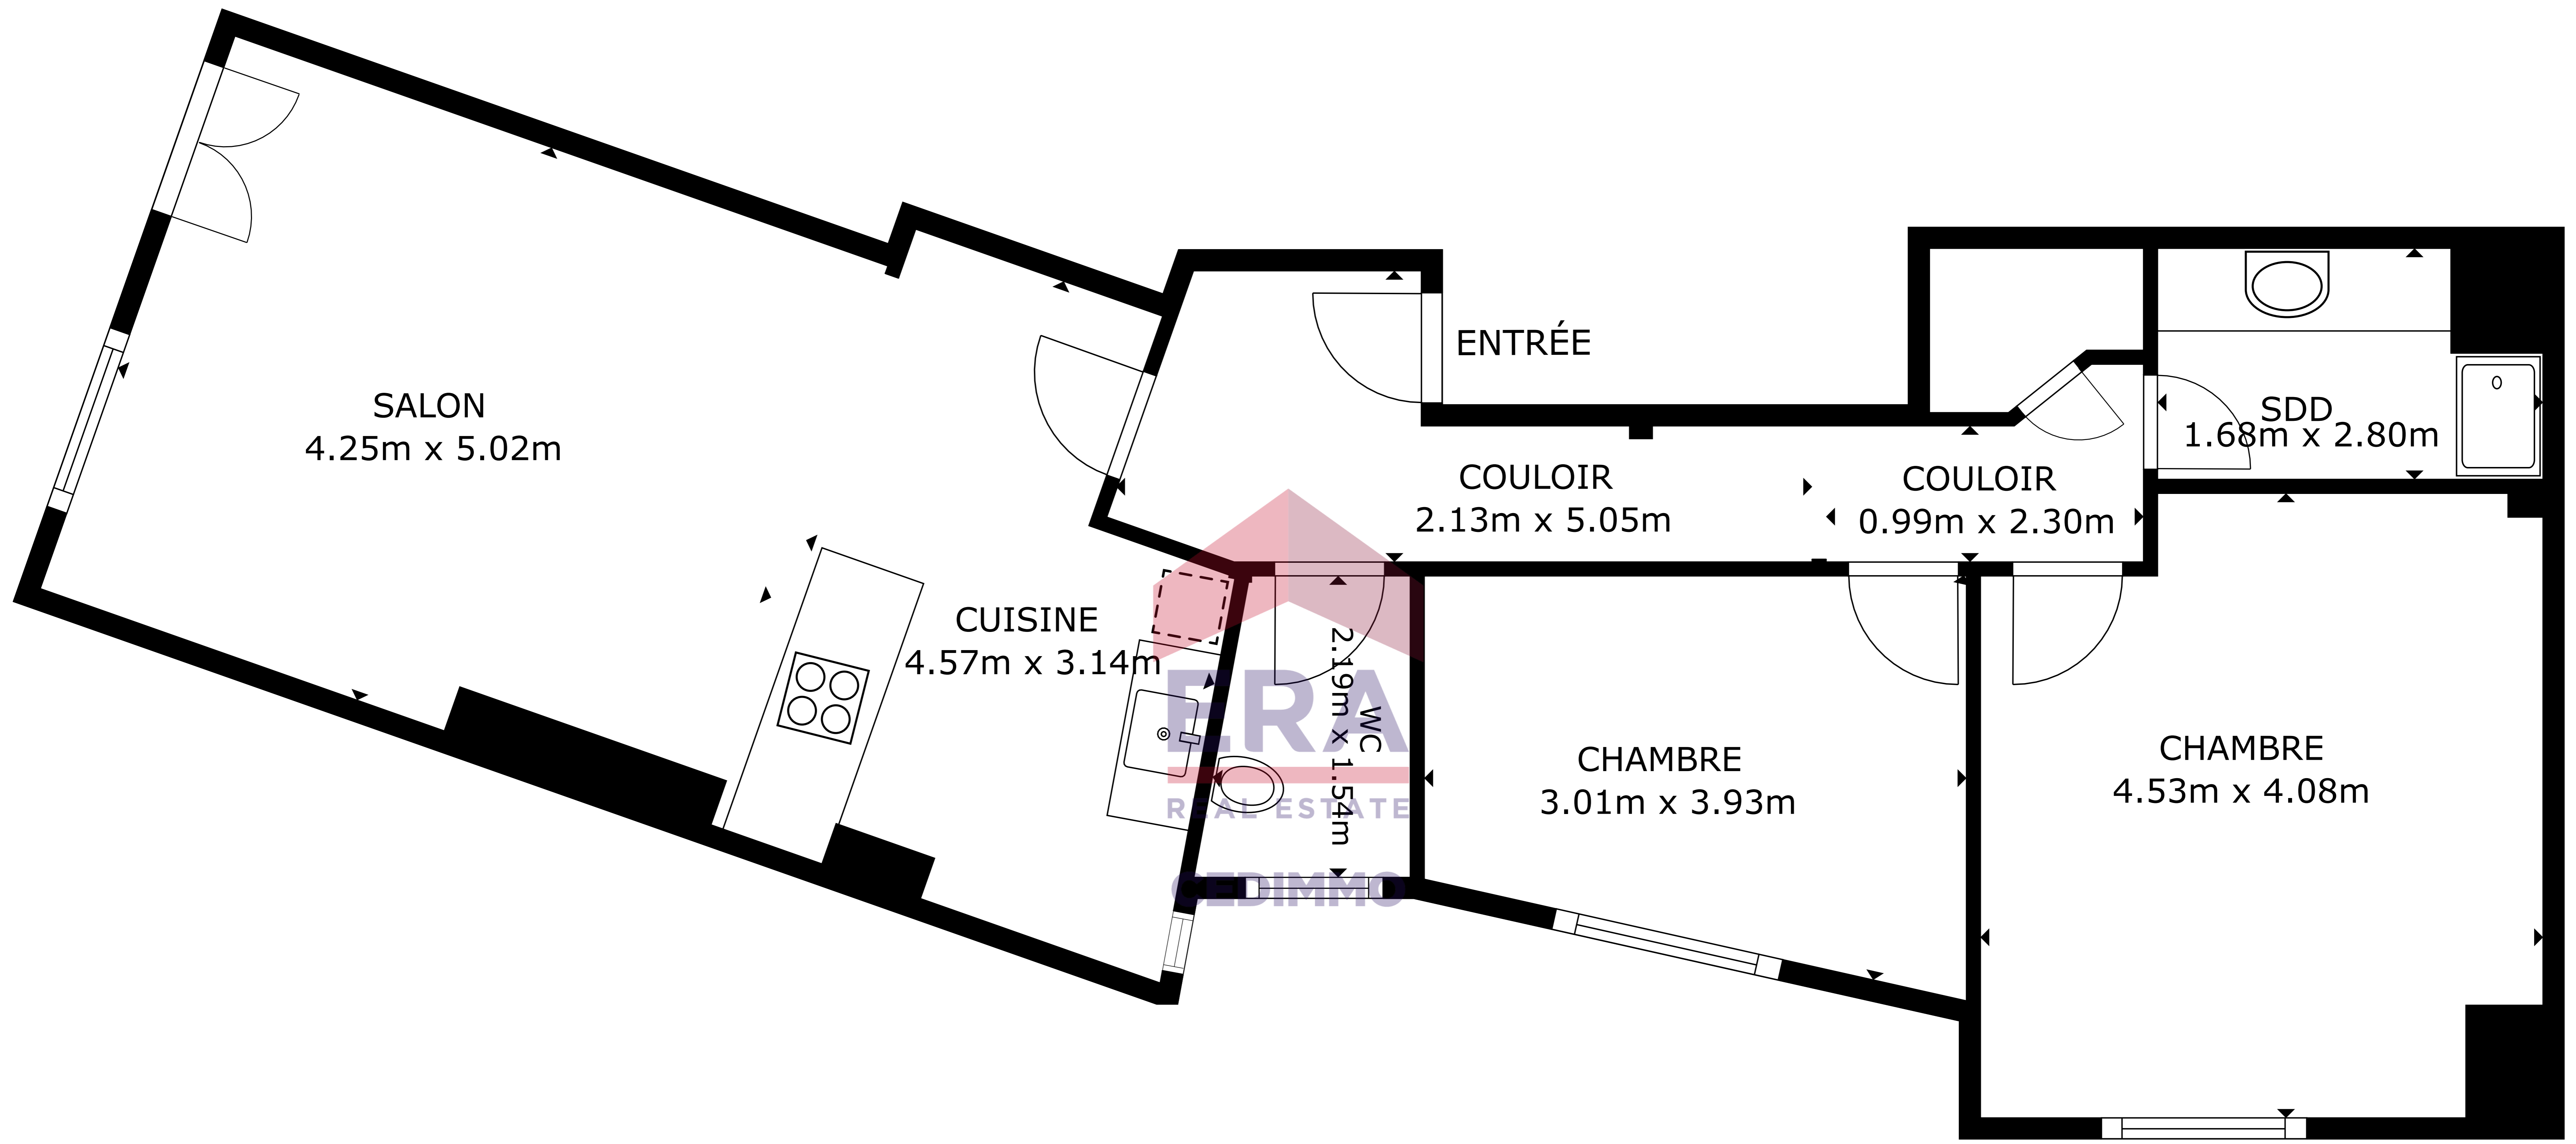 ENTRÉE
SALON
4.25m x 5.02m
COULOIR
2.13m x 5.05m
COULOIR
0.99m x 2.30m
SDD
1.68m x 2.80m
CUISINE
4.57m x 3.14m
WC
2.19m x 1.54m
CHAMBRE
3.01m x 3.93m
CHAMBRE
4.53m x 4.08m
ERA
REAL ESTATE
CEDIMMO